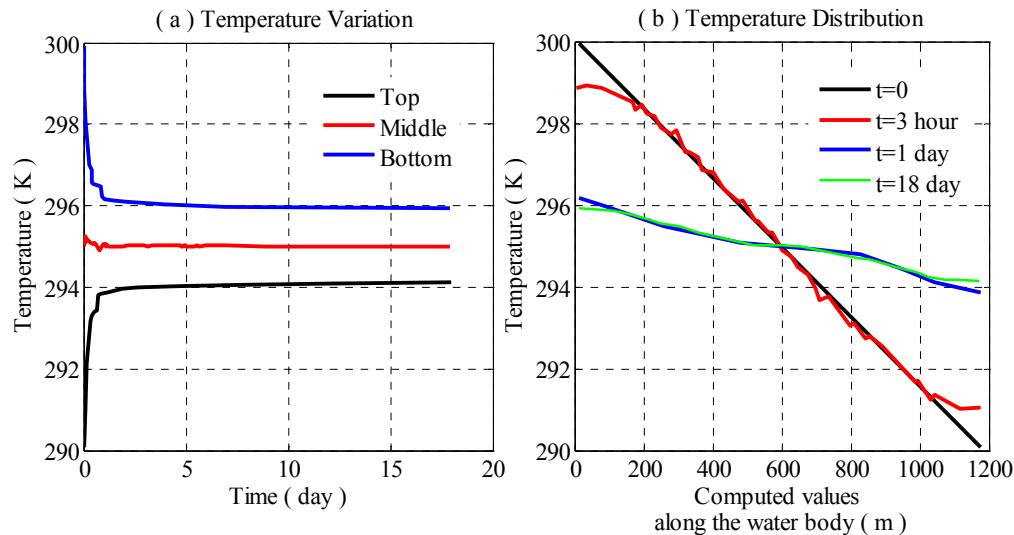 ( a ) Temperature Variation
300
298
296
294
292
290
Temperature ( K )
0
5
10
15
20
Time ( day )
Top
Middle
Bottom
( b ) Temperature Distribution
300
298
296
294
292
290
Temperature ( K )
0
200
400
600
800
1000
1200
Computed values
along the water body ( m )
t=0
t=3 hour
t=1 day
t=18 day